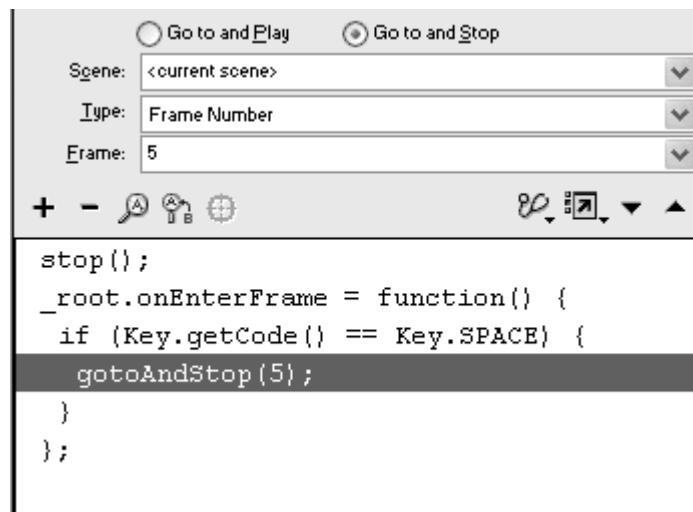 Go to and Play Go to and Stop
Scene: <current scene>
Type: Frame Number
Frame: 5
stop();
_root.onEnterFrame = function() {
if (Key.getCode() == Key.SPACE) {
gotoAndStop(5);
}
};